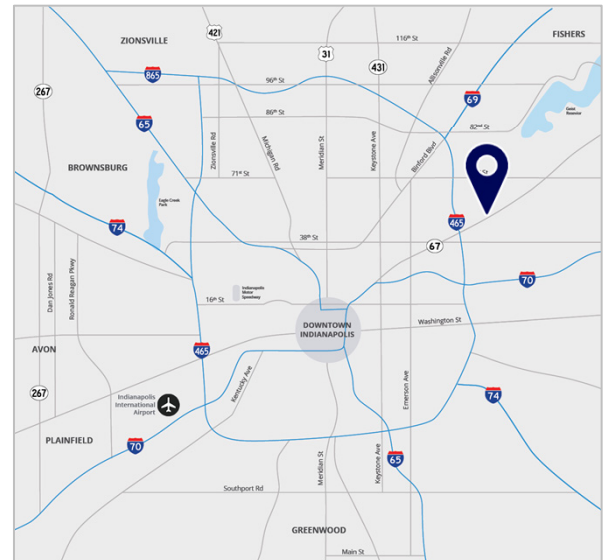 ZIONSVILLE
421
31
116th St
FISHERS
431
Allisonville Rd
865
96th St
69
267
65
86th St
82nd St
Geist
Reservoir
Zionsville Rd
Michigan Rd
Meridian St
Keystone Ave
Binford Blvd
BROWNSBURG
71st St
Eagle Creek
Park
74
465
38th St
67
70
Dan Jones Rd
Ronald Reagan Pkwy
Indianapolis
Motor
Speedway
16th St
DOWNTOWN
INDIANAPOLIS
Washington St
AVON
465
267
Indianapolis
International
Airport
Kentucky Ave
Emerson Ave
74
PLAINFIELD
70
Meridian St
Keystone Ave
65
Southport Rd
GREENWOOD
Main St